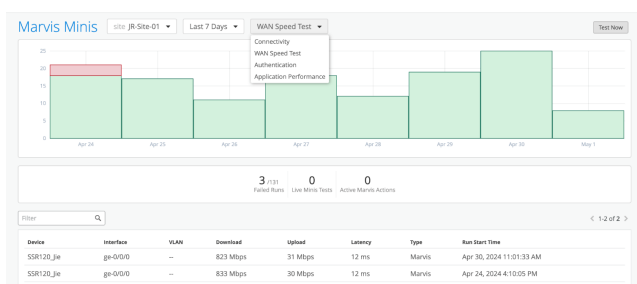 Marvis Minis site JR-Site-01 Last 7 Days WAN Speed Test Test Now
Connectivity
WAN Speed Test
Authentication
Application Performance
25
20
15
10
5
0
Apr 24 Apr 25 Apr 26 Apr 27 Apr 28 Apr 29 Apr 30 May 1
3 /131 0 0
Failed Runs Live Minis Tests Active Marvis Actions
Filter < 1-2 of 2 >
Device Interface VLAN Download Upload Latency Type Run Start Time
SSR120_Jie ge-0/0/0 -- 823 Mbps 31 Mbps 12 ms Marvis Apr 30, 2024 11:01:33 AM
SSR120_Jie ge-0/0/0 -- 833 Mbps 30 Mbps 12 ms Marvis Apr 24, 2024 4:10:05 PM